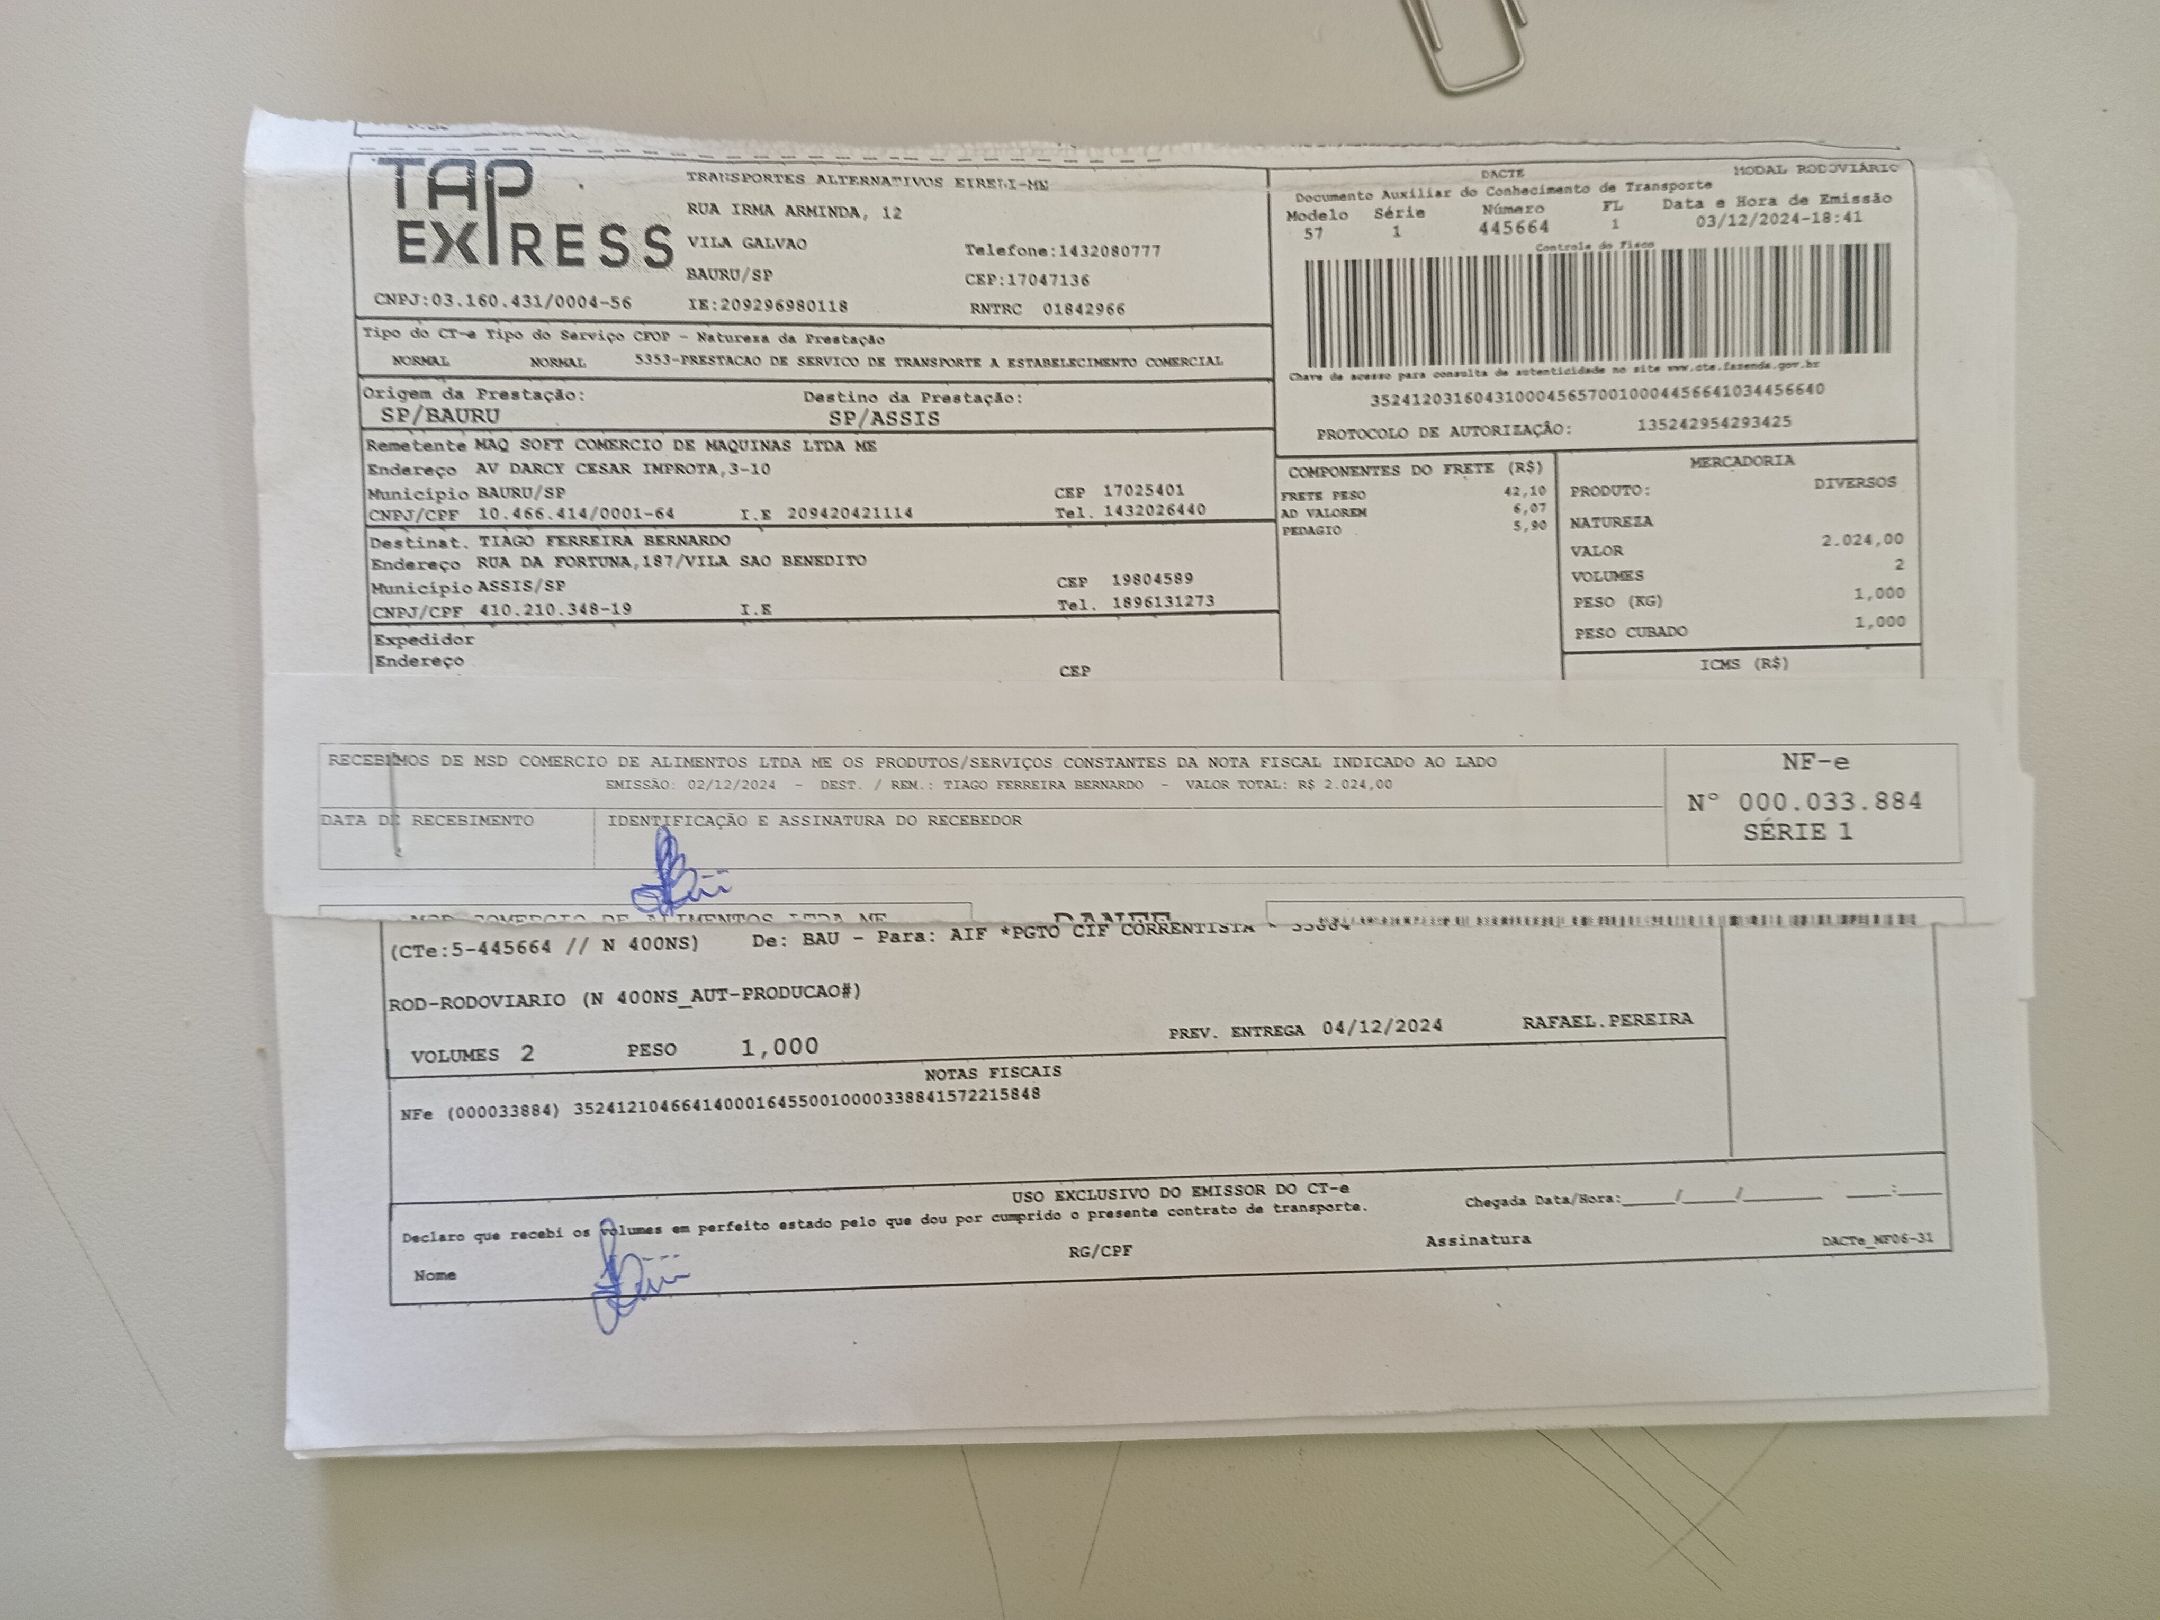 TAP EXPRESS
TRANSPORTES ALTERNATIVOS EIRELI-ME
RUA IRMA ARMINDA, 12
VILA GALVAO Telefone:1432080777
BAURU/SP CEP:17047136
CNPJ:03.160.431/0004-56 IE:209296980118 RNTRC 01842966
DACTE MODAL RODOVIÁRIO
Documento Auxiliar do Conhecimento de Transporte
Modelo Série Número FL Data e Hora de Emissão
57 1 445664 1 03/12/2024-18:41
Controle do Fisco
Chave de acesso para consulta de autenticidade no site www.cte.fazenda.gov.br
35241203160431000456570010004456641034456640
PROTOCOLO DE AUTORIZAÇÃO: 135242954293425
Tipo do CT-e Tipo do Serviço CFOP - Natureza da Prestação
NORMAL NORMAL 5353-PRESTACAO DE SERVICO DE TRANSPORTE A ESTABELECIMENTO COMERCIAL
Origem da Prestação: Destino da Prestação:
SP/BAURU SP/ASSIS
Remetente MAQ SOFT COMERCIO DE MAQUINAS LTDA ME
Endereço AV DARCY CESAR IMPROTA,3-10
Município BAURU/SP CEP 17025401
CNPJ/CPF 10.466.414/0001-64 I.E 209420421114 Tel. 1432026440
Destinat. TIAGO FERREIRA BERNARDO
Endereço RUA DA FORTUNA,187/VILA SAO BENEDITO
Município ASSIS/SP CEP 19804589
CNPJ/CPF 410.210.348-19 I.E Tel. 1896131273
Expedidor
Endereço CEP
COMPONENTES DO FRETE (R$)
FRETE PESO 42,10
AD VALOREM 6,07
PEDAGIO 5,90
MERCADORIA
PRODUTO: DIVERSOS
NATUREZA
VALOR 2.024,00
VOLUMES 2
PESO (KG) 1,000
PESO CUBADO 1,000
ICMS (R$)
RECEBIMOS DE MSD COMERCIO DE ALIMENTOS LTDA ME OS PRODUTOS/SERVIÇOS CONSTANTES DA NOTA FISCAL INDICADO AO LADO
EMISSÃO: 02/12/2024 - DEST. / REM.: TIAGO FERREIRA BERNARDO - VALOR TOTAL: R$ 2.024,00
DATA DE RECEBIMENTO IDENTIFICAÇÃO E ASSINATURA DO RECEBEDOR
NF-e
N° 000.033.884
SÉRIE 1
MSD COMERCIO DE ALIMENTOS LTDA ME DANFE
(CTe:5-445664 // N 400NS) De: BAU - Para: AIF *PGTO CIF CORRENTISTA - 33884
ROD-RODOVIARIO (N 400NS_AUT-PRODUCAO#)
VOLUMES 2 PESO 1,000 PREV. ENTREGA 04/12/2024 RAFAEL.PEREIRA
NOTAS FISCAIS
NFe (000033884) 35241210466414000164550010000338841572215848
USO EXCLUSIVO DO EMISSOR DO CT-e
Declaro que recebi os volumes em perfeito estado pelo que dou por cumprido o presente contrato de transporte. Chegada Data/Hora:____/____/______ ____:____
Nome RG/CPF Assinatura DACTe_MF06-31